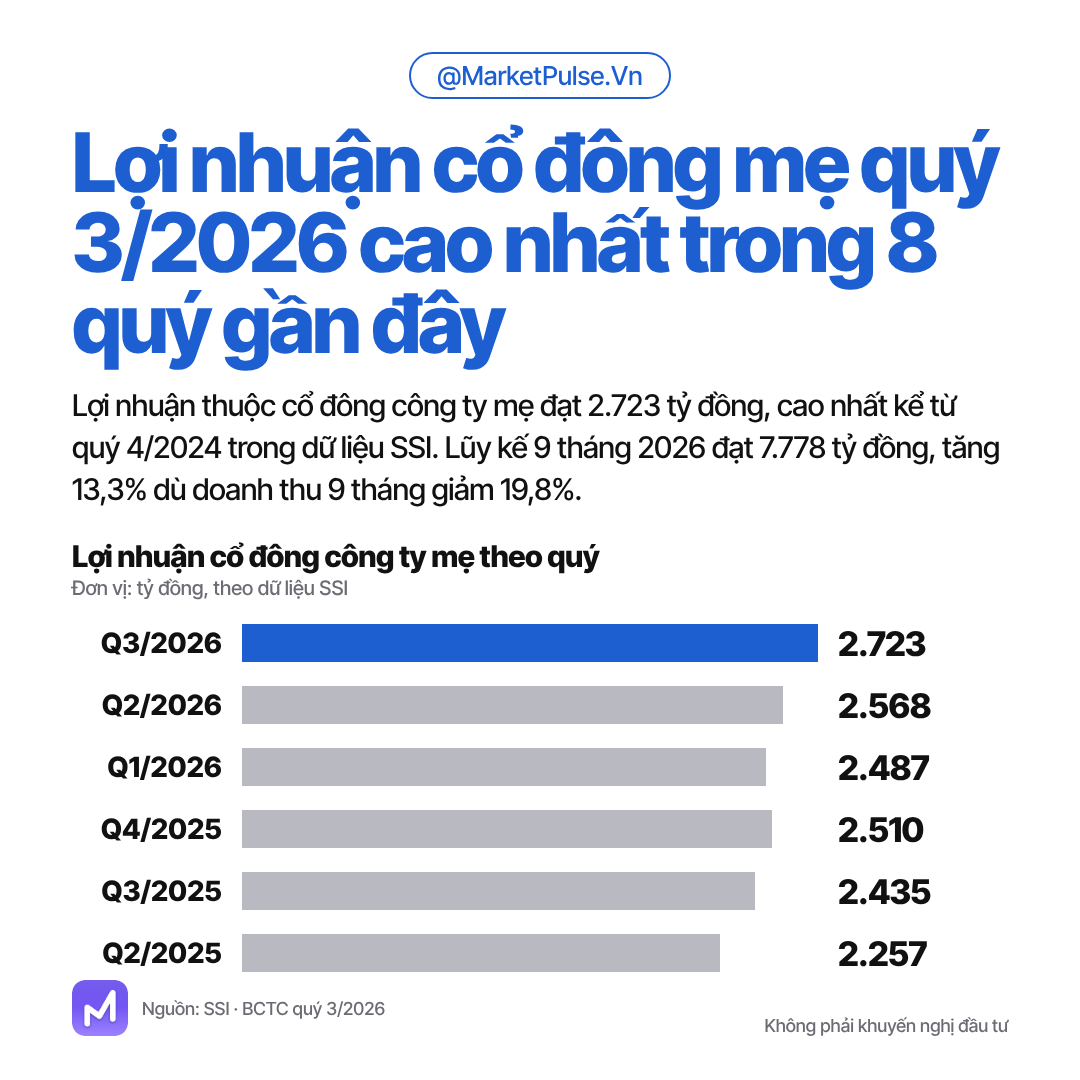 @MarketPulse.Vn
Lợi nhuận cổ đông mẹ quý
3/2026 cao nhất trong 8
quý gần đây
Lợi nhuận thuộc cổ đông công ty mẹ đạt 2.723 tỷ đồng, cao nhất kể từ
quý 4/2024 trong dữ liệu SSI. Lũy kế 9 tháng 2026 đạt 7.778 tỷ đồng, tăng
13,3% dù doanh thu 9 tháng giảm 19,8%.
Lợi nhuận cổ đông công ty mẹ theo quý
Đơn vị: tỷ đồng, theo dữ liệu SSI
Q3/2026 2.723
Q2/2026 2.568
Q1/2026 2.487
Q4/2025 2.510
Q3/2025 2.435
Q2/2025 2.257
Nguồn: SSI · BCTC quý 3/2026
Không phải khuyến nghị đầu tư